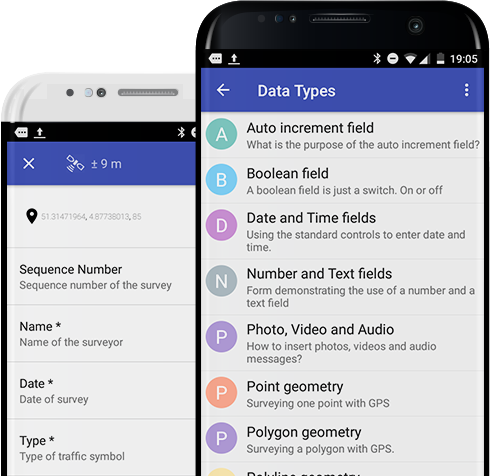 ± 9 m
51.31471964, 4.87738013, 85
Sequence Number
Sequence number of the survey
Name *
Name of the surveyor
Date *
Date of survey
Type *
Type of traffic symbol
19:05
Data Types
A
Auto increment field
What is the purpose of the auto increment field?
B
Boolean field
A boolean field is just a switch. On or off
D
Date and Time fields
Using the standard controls to enter date and
time.
N
Number and Text fields
Form demonstrating the use of a number and a
text field
P
Photo, Video and Audio
How to insert photos, videos and audio
messages?
P
Point geometry
Surveying one point with GPS
P
Polygon geometry
Surveying a polygon with GPS.
Polyline geometry